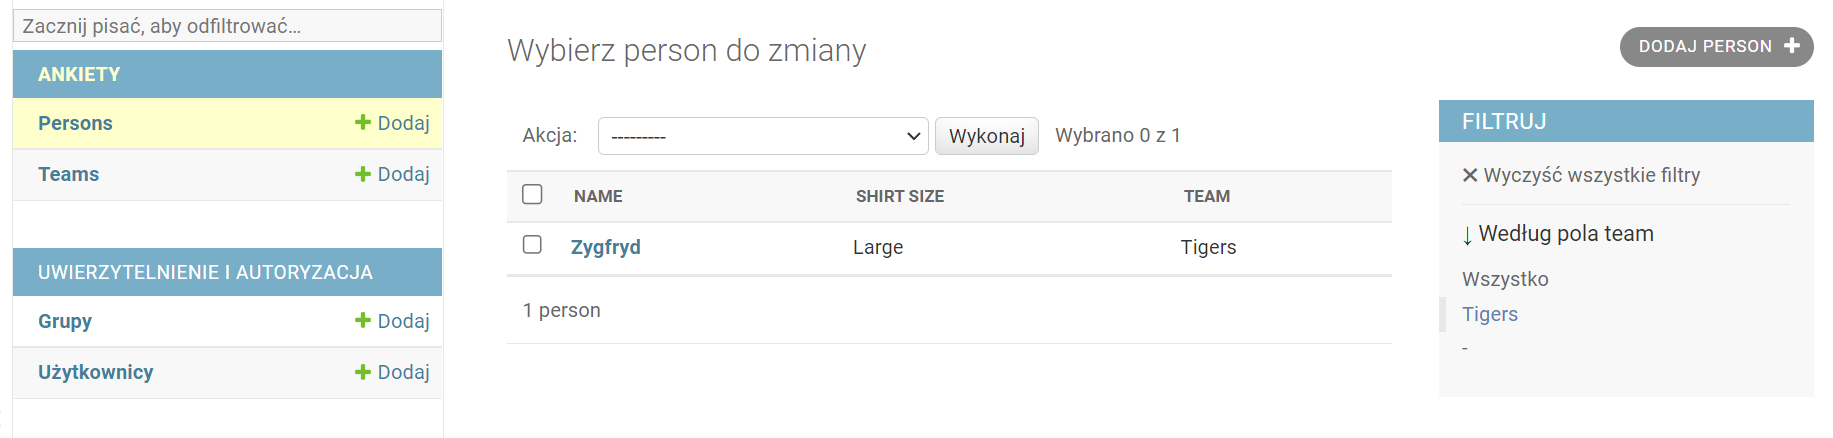 Zacznij pisać, aby odfiltrować...
ANKIETY
Persons Dodaj
Teams Dodaj
UWIERZYTELNIENIE I AUTORYZACJA
Grupy Dodaj
Użytkownicy Dodaj
Wybierz person do zmiany
DODAJ PERSON
Akcja: --------- Wykonaj Wybrano 0 z 1
NAME SHIRT SIZE TEAM
Zygfryd Large Tigers
1 person
FILTRUJ
Wyczyść wszystkie filtry
↓ Według pola team
Wszystko
Tigers
-